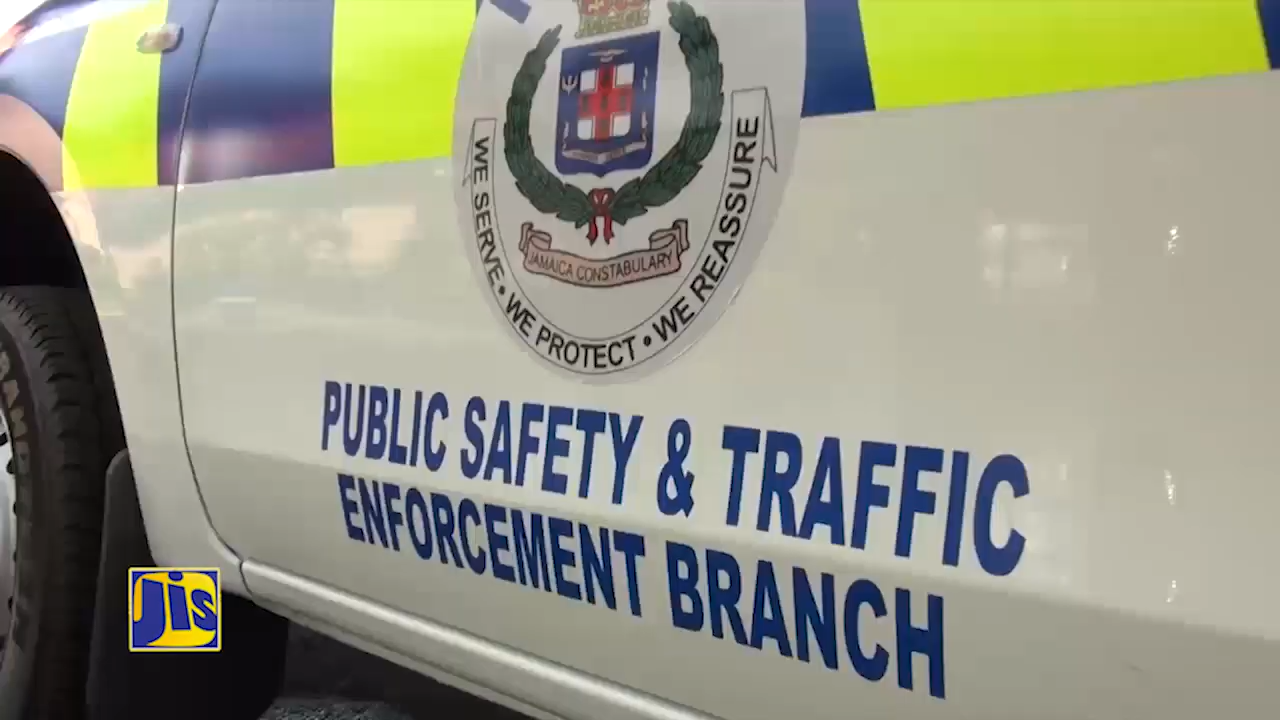 WE SERVE • WE PROTECT • WE REASSURE
JAMAICA CONSTABULARY
PUBLIC SAFETY & TRAFFIC
ENFORCEMENT BRANCH
jis